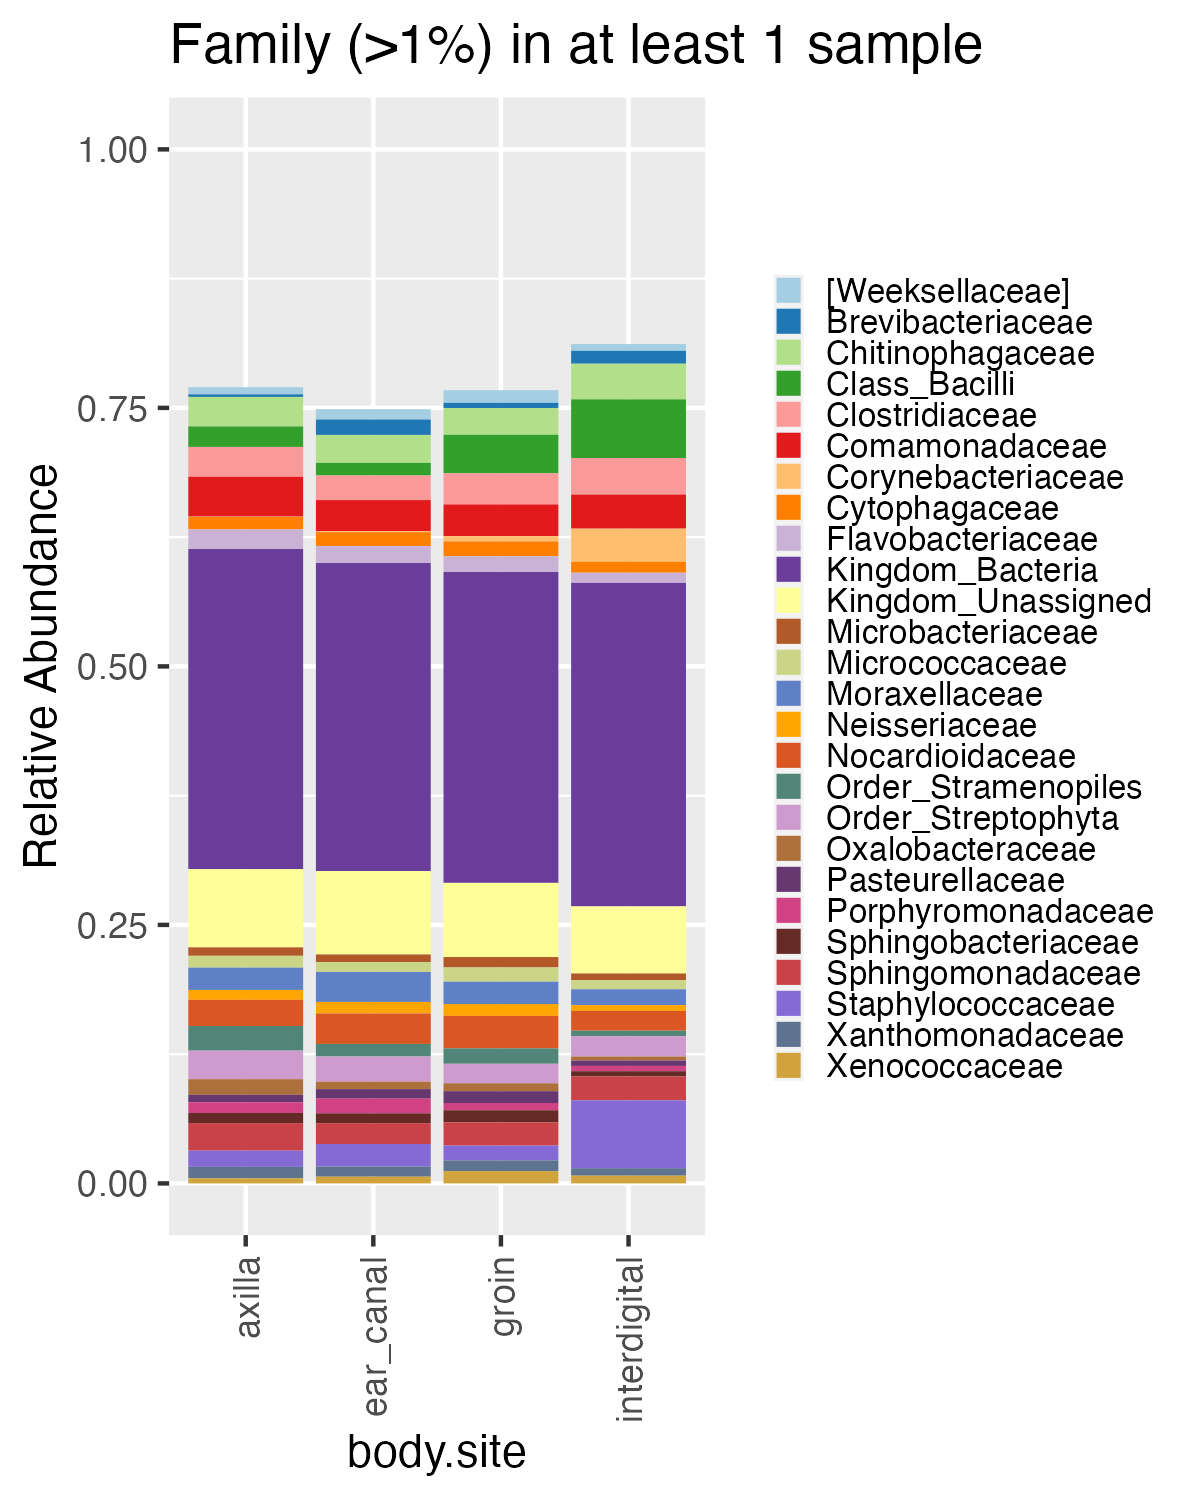 Family (>1%) in at least 1 sample
1.00
0.75
0.50
0.25
0.00
Relative Abundance
axilla
ear_canal
groin
interdigital
body.site
[Weeksellaceae]
Brevibacteriaceae
Chitinophagaceae
Class_Bacilli
Clostridiaceae
Comamonadaceae
Corynebacteriaceae
Cytophagaceae
Flavobacteriaceae
Kingdom_Bacteria
Kingdom_Unassigned
Microbacteriaceae
Micrococcaceae
Moraxellaceae
Neisseriaceae
Nocardioidaceae
Order_Stramenopiles
Order_Streptophyta
Oxalobacteraceae
Pasteurellaceae
Porphyromonadaceae
Sphingobacteriaceae
Sphingomonadaceae
Staphylococcaceae
Xanthomonadaceae
Xenococcaceae